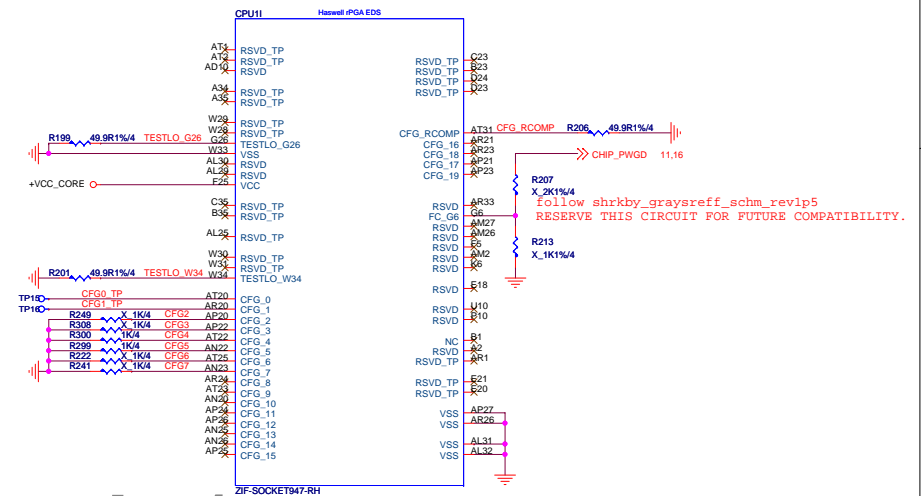 CPU1I
Haswell rPGA EDS
AT1 RSVD_TP
AT2 RSVD_TP
AD10 RSVD
A34 RSVD_TP
A35 RSVD_TP
W29 RSVD_TP
W28 RSVD_TP
R199 49.9R1%/4 TESTLO_G26 G26 TESTLO_G26
W33 VSS
AL30 RSVD
AL29 RSVD
+VCC_CORE F25 VCC
C35 RSVD_TP
B35 RSVD_TP
AL25 RSVD_TP
W30 RSVD_TP
W31 RSVD_TP
R201 49.9R1%/4 TESTLO_W34 W34 TESTLO_W34
TP15 CFG0_TP AT20 CFG_0
TP16 CFG1_TP AR20 CFG_1
R249 X_1K/4 CFG2 AP20 CFG_2
R308 X_1K/4 CFG3 AP22 CFG_3
R300 1K/4 CFG4 AT22 CFG_4
R299 1K/4 CFG5 AN22 CFG_5
R222 X_1K/4 CFG6 AT25 CFG_6
R241 X_1K/4 CFG7 AN23 CFG_7
AR24 CFG_8
AT23 CFG_9
AN20 CFG_10
AP24 CFG_11
AP26 CFG_12
AN25 CFG_13
AN26 CFG_14
AP25 CFG_15
RSVD_TP C23
RSVD_TP B23
RSVD_TP D24
RSVD_TP D23
CFG_RCOMP AT31 CFG_RCOMP R206 49.9R1%/4
CFG_16 AR21
CFG_18 AR23
CFG_17 AP21
CFG_19 AP23
CHIP_PWGD 11,16
R207
X_2K1%/4
follow shrkby_graysreff_schm_rev1p5
RESERVE THIS CIRCUIT FOR FUTURE COMPATIBILITY.
RSVD AR33
FC_G6 G6
RSVD AM27
RSVD AM26
RSVD F5
RSVD AM2
RSVD K6
R213
X_1K1%/4
RSVD E18
RSVD U10
RSVD P10
NC B1
RSVD A2
RSVD_TP AR1
RSVD_TP E21
RSVD_TP E20
VSS AP27
VSS AR26
VSS AL31
VSS AL32
ZIF-SOCKET947-RH